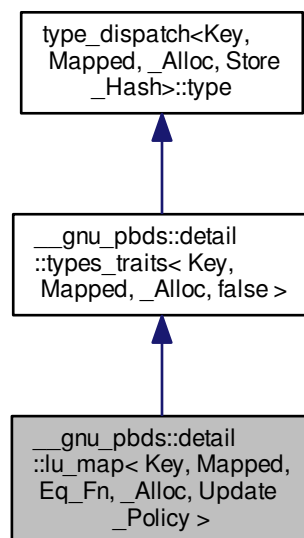 type_dispatch<Key,
Mapped, _Alloc, Store
_Hash>::type
__gnu_pbds::detail
::types_traits< Key,
Mapped, _Alloc, false >
__gnu_pbds::detail
::lu_map< Key, Mapped,
Eq_Fn, _Alloc, Update
_Policy >